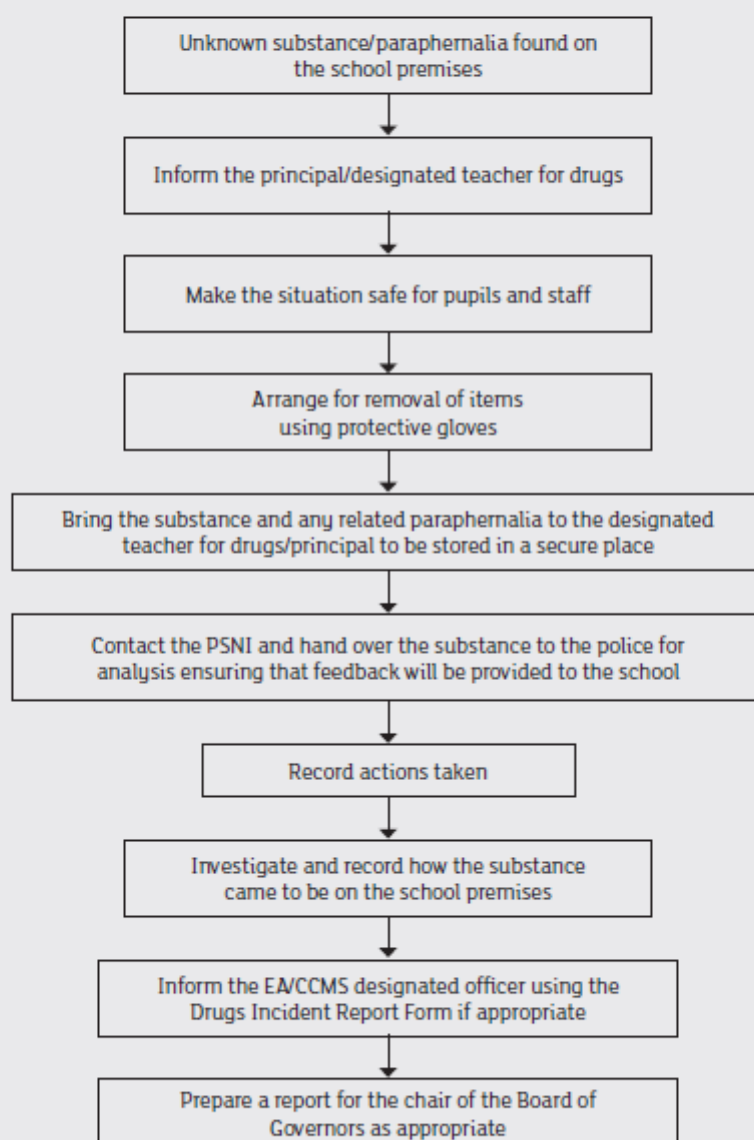 Unknown substance/paraphernalia found on
the school premises
Inform the principal/designated teacher for drugs
Make the situation safe for pupils and staff
Arrange for removal of items
using protective gloves
Bring the substance and any related paraphernalia to the designated
teacher for drugs/principal to be stored in a secure place
Contact the PSNI and hand over the substance to the police for
analysis ensuring that feedback will be provided to the school
Record actions taken
Investigate and record how the substance
came to be on the school premises
Inform the EA/CCMS designated officer using the
Drugs Incident Report Form if appropriate
Prepare a report for the chair of the Board of
Governors as appropriate